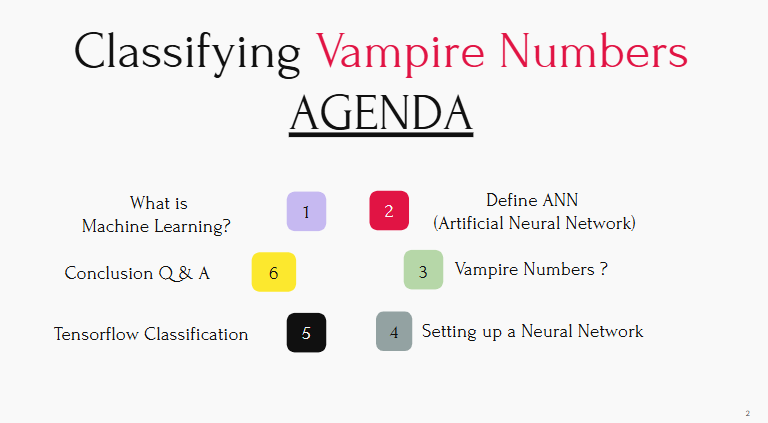 Classifying Vampire Numbers
AGENDA
What is
Machine Learning?
1
2
Define ANN
(Artificial Neural Network)
Conclusion Q & A
6
3
Vampire Numbers ?
Tensorflow Classification
5
4
Setting up a Neural Network
2